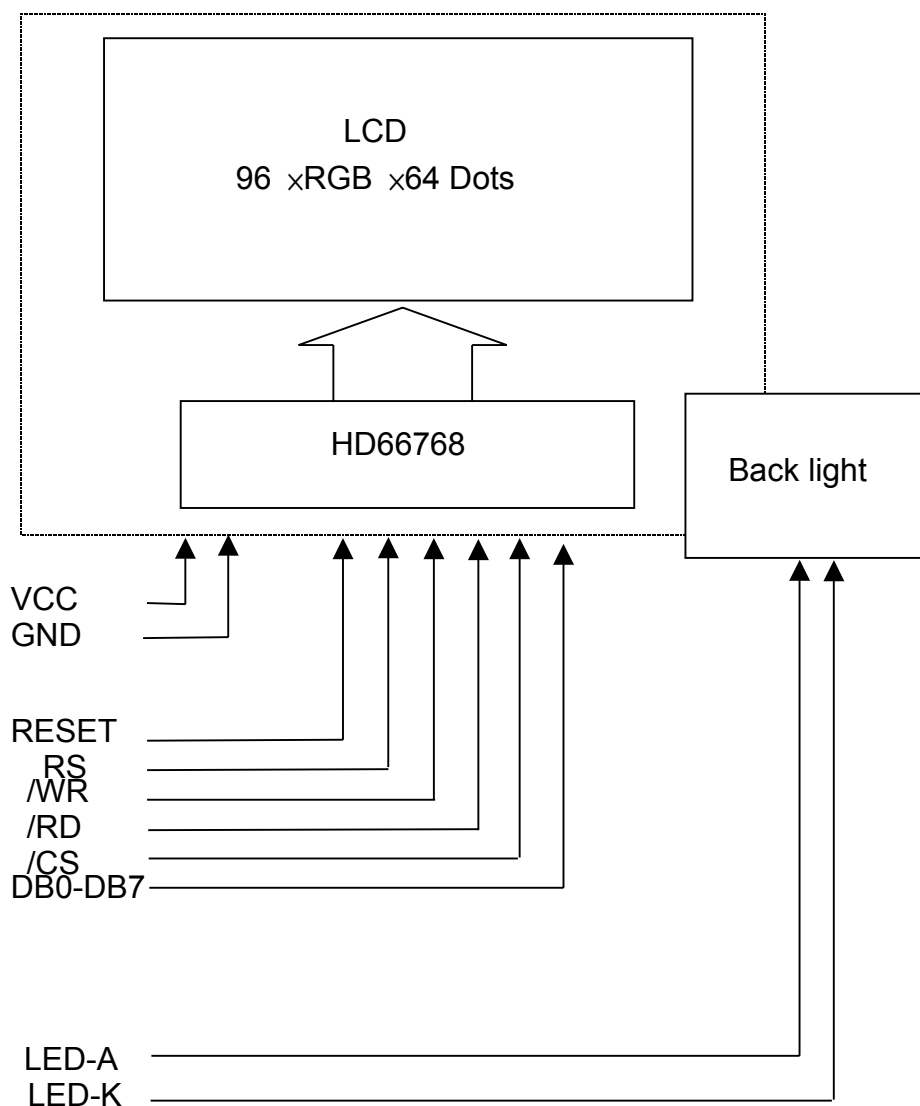 LCD
96 ×RGB ×64 Dots
HD66768
Back light
VCC
GND
RESET
RS
/WR
/RD
/CS
DB0-DB7
LED-A
LED-K